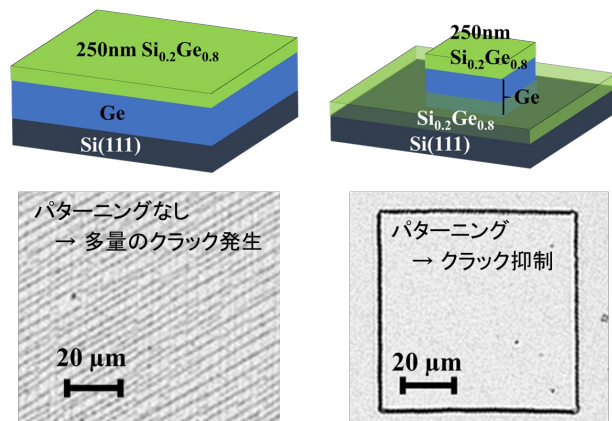 250nm Si0.2Ge0.8
Ge
Si(111)
250nm
Si0.2Ge0.8
Ge
Si0.2Ge0.8
Si(111)
パターニングなし
→ 多量のクラック発生
20 μm
パターニング
→ クラック抑制
20 μm